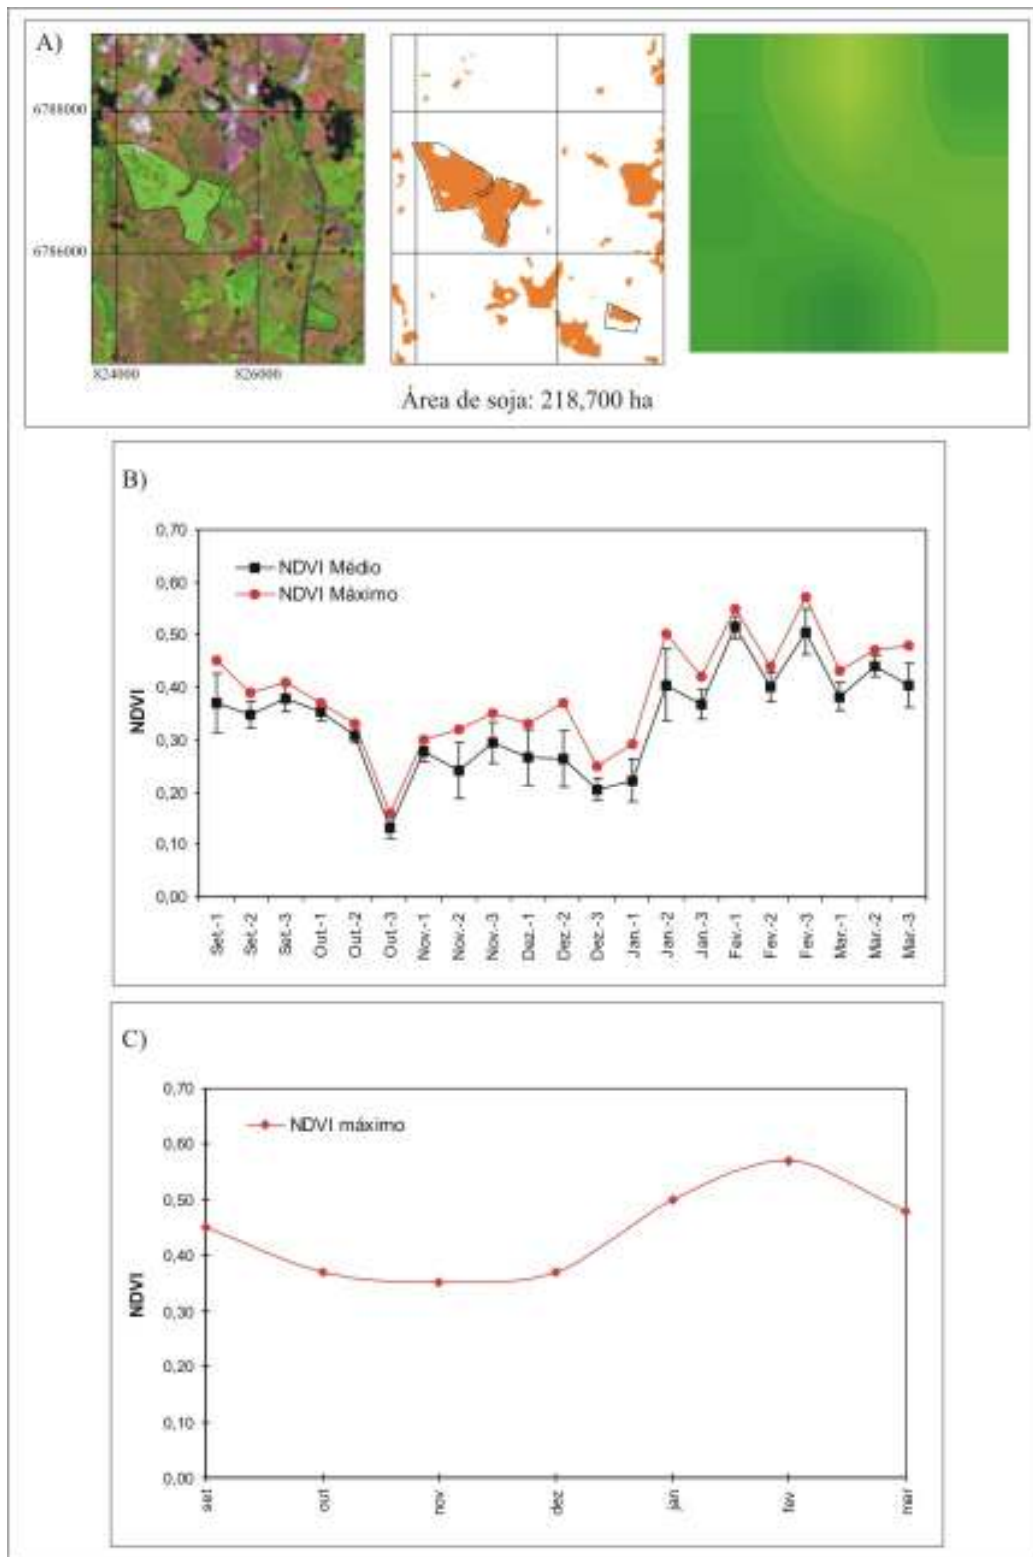 A)
6788000
6786000
824000
826000
Área de soja: 218,700 ha
B)
0,70
0,60
0,50
0,40
0,30
0,20
0,10
0,00
NDVI
NDVI Médio
NDVI Máximo
Set.-1
Set.-2
Set.-3
Out.-1
Out.-2
Out.-3
Nov.-1
Nov.-2
Nov.-3
Dez.-1
Dez.-2
Dez.-3
Jan.-1
Jan.-2
Jan.-3
Fev.-1
Fev.-2
Fev.-3
Mar.-1
Mar.-2
Mar.-3
C)
0,70
0,60
0,50
0,40
0,30
0,20
0,10
0,00
NDVI
NDVI máximo
set
out
nov
dez
jan
fev
mar